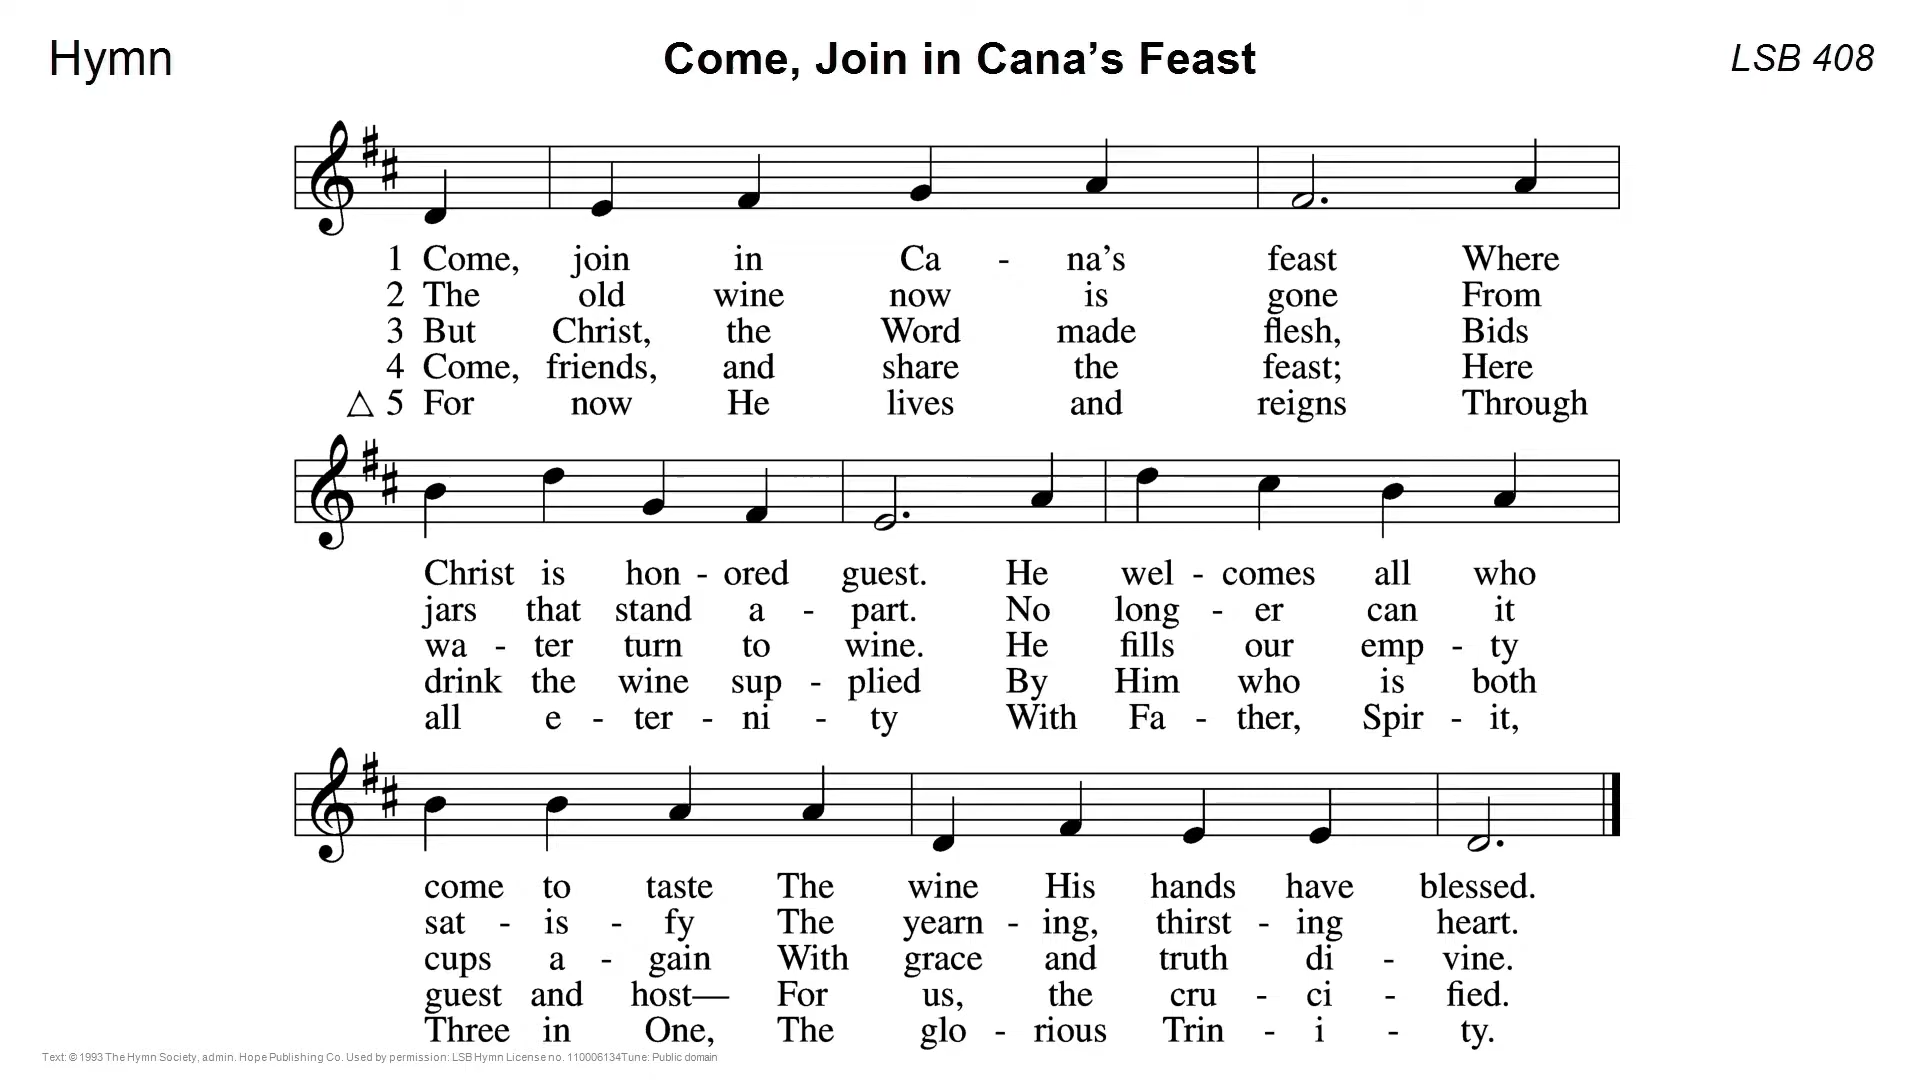 Hymn
Come, Join in Cana’s Feast
LSB 408
1 Come, join in Ca - na’s feast Where
2 The old wine now is gone From
3 But Christ, the Word made flesh, Bids
4 Come, friends, and share the feast; Here
△ 5 For now He lives and reigns Through
Christ is hon - ored guest. He wel - comes all who
jars that stand a - part. No long - er can it
wa - ter turn to wine. He fills our emp - ty
drink the wine sup - plied By Him who is both
all e - ter - ni - ty With Fa - ther, Spir - it,
come to taste The wine His hands have blessed.
sat - is - fy The yearn - ing, thirst - ing heart.
cups a - gain With grace and truth di - vine.
guest and host— For us, the cru - ci - fied.
Three in One, The glo - rious Trin - i - ty.
Text: © 1993 The Hymn Society, admin. Hope Publishing Co. Used by permission: LSB Hymn License no. 110006134Tune: Public domain